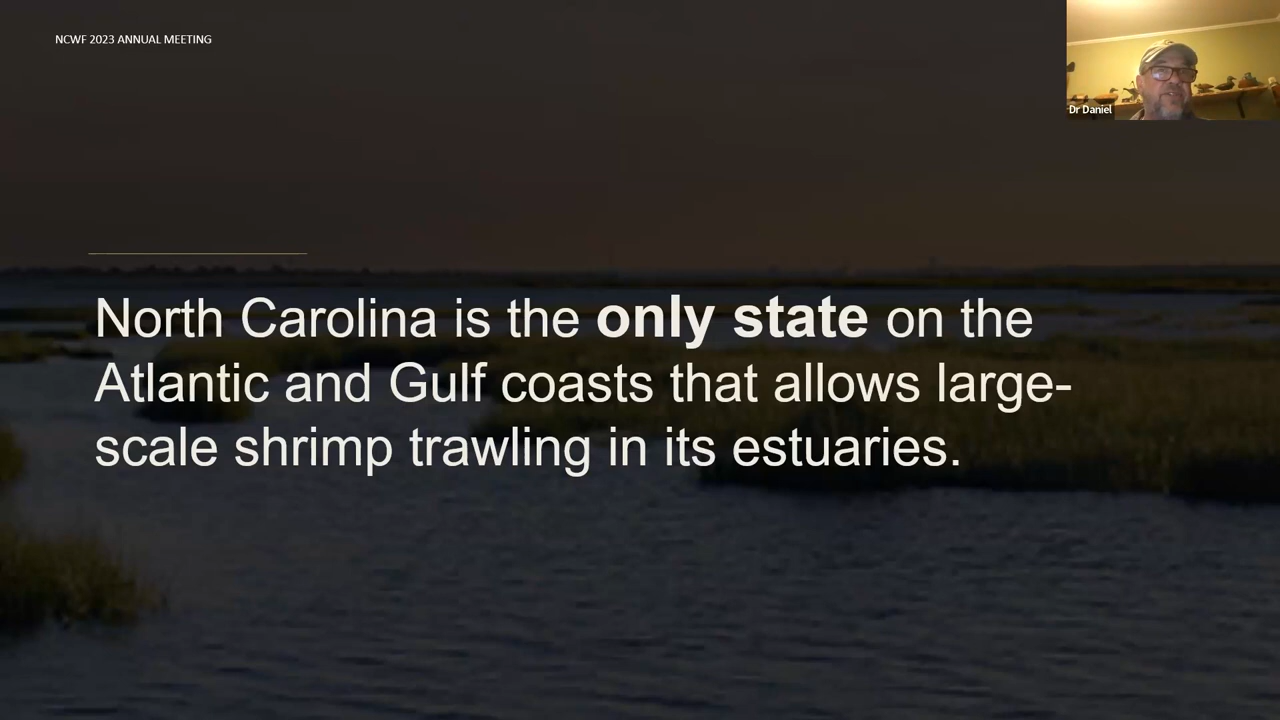 NCWF 2023 ANNUAL MEETING
Dr Daniel
North Carolina is the only state on the
Atlantic and Gulf coasts that allows large-
scale shrimp trawling in its estuaries.